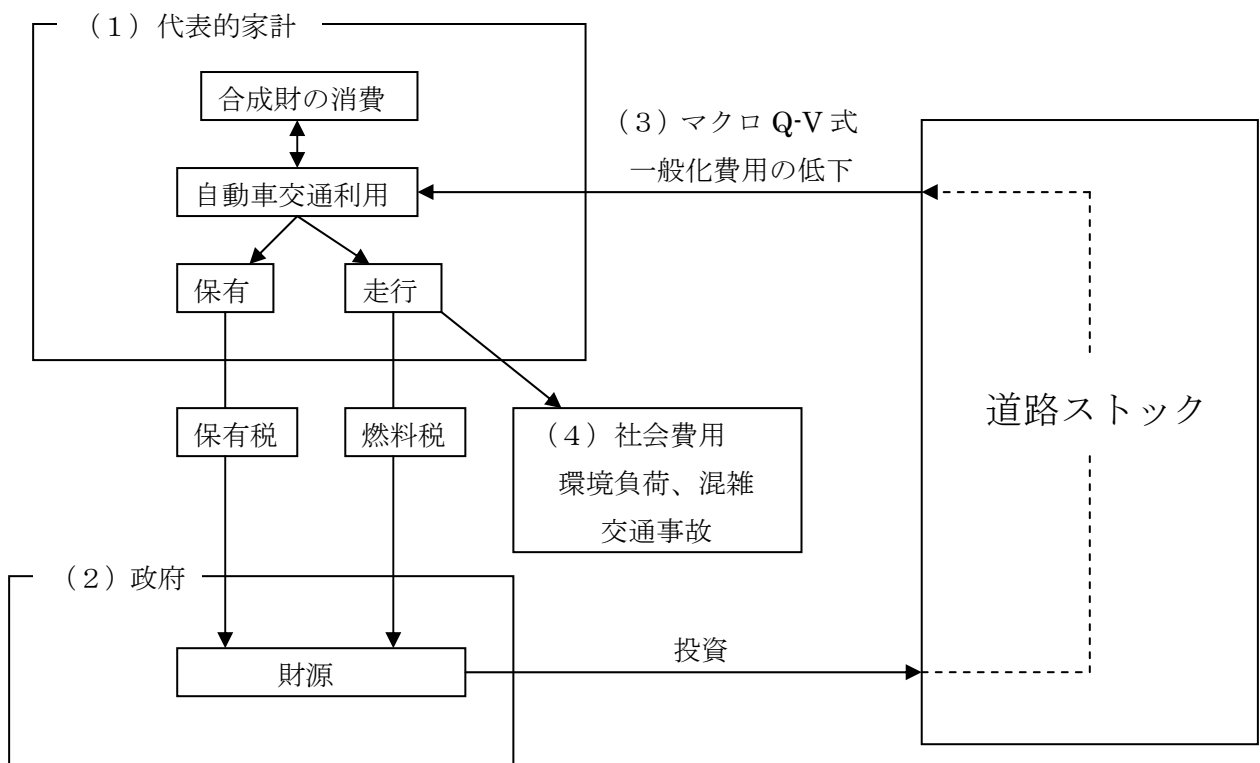 （１）代表的家計
合成財の消費
自動車交通利用
保有
走行
（３）マクロ Q-V 式
一般化費用の低下
道路ストック
保有税
燃料税
（４）社会費用
環境負荷、混雑
交通事故
（２）政府
財源
投資